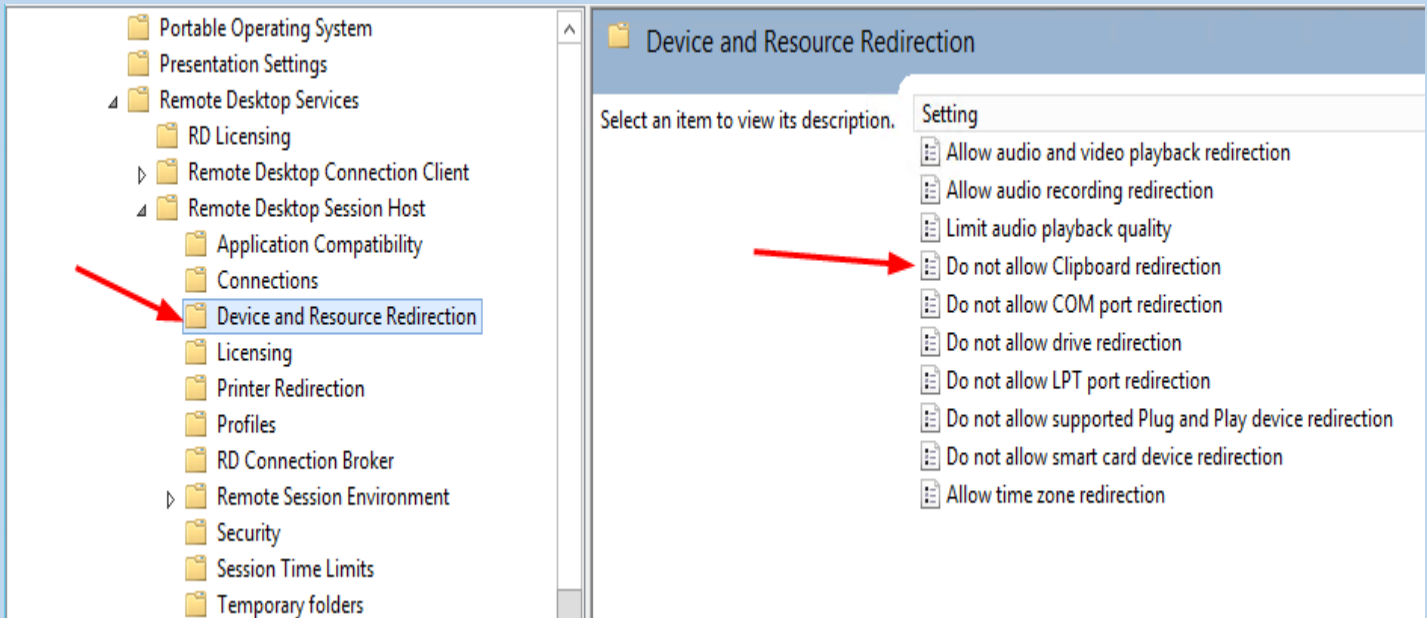 Portable Operating System
Presentation Settings
Remote Desktop Services
RD Licensing
Remote Desktop Connection Client
Remote Desktop Session Host
Application Compatibility
Connections
Device and Resource Redirection
Licensing
Printer Redirection
Profiles
RD Connection Broker
Remote Session Environment
Security
Session Time Limits
Temporary folders
Device and Resource Redirection
Select an item to view its description.
Setting
Allow audio and video playback redirection
Allow audio recording redirection
Limit audio playback quality
Do not allow Clipboard redirection
Do not allow COM port redirection
Do not allow drive redirection
Do not allow LPT port redirection
Do not allow supported Plug and Play device redirection
Do not allow smart card device redirection
Allow time zone redirection